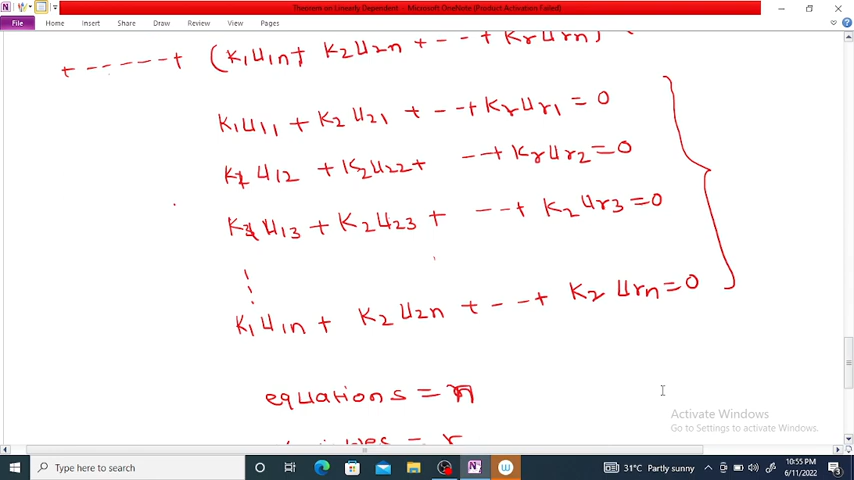 Theorem on Linearly Dependent - Microsoft OneNote (Product Activation Failed)
File Home Insert Share Draw Review View Pages
+ ------+ (k₁u₁n+ k₂u₂n +--+ krurn)
k₁u₁₁ + k₂u₂₁ + --+ krur₁ = 0
k₁u₁₂ + k₂u₂₂+ --+ krur₂ = 0
k₁u₁₃ + k₂u₂₃ + --+ k₂ur₃ = 0
k₁u₁n + k₂u₂n + --+ k₂urn = 0
equations = n
= r
Activate Windows
Go to Settings to activate Windows.
Type here to search
31°C Partly sunny
10:55 PM
6/11/2022
3